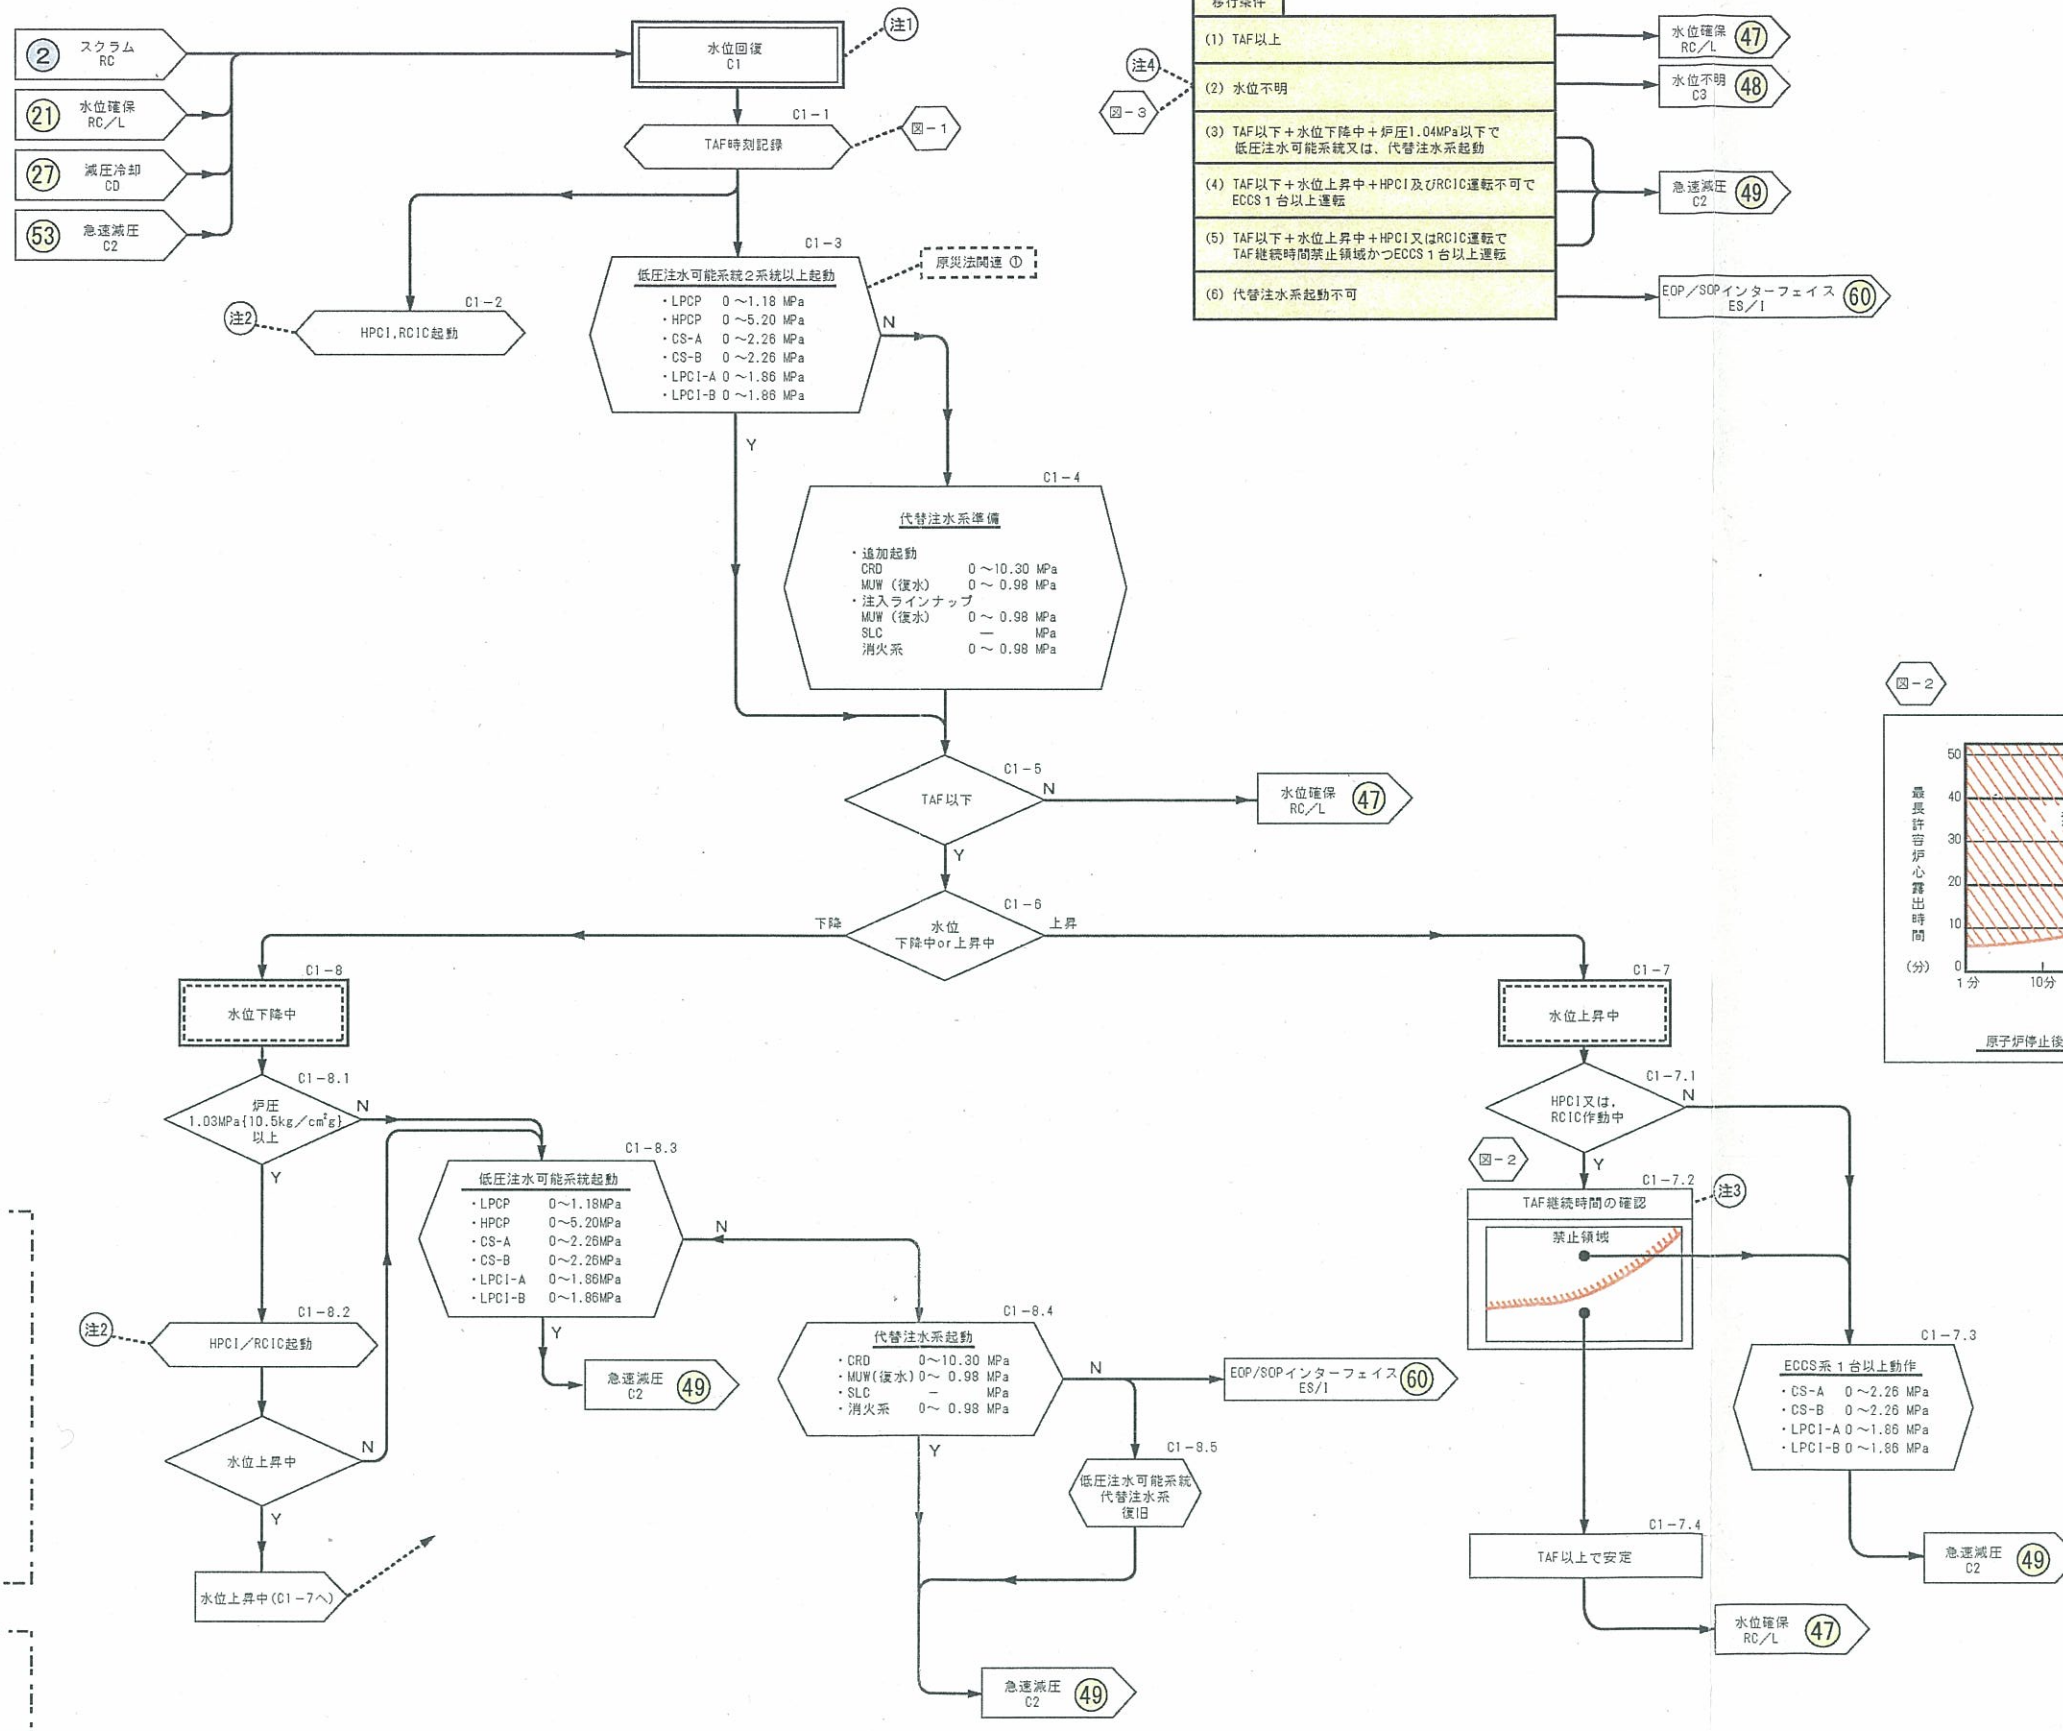 ② スクラム
RC
㉑ 水位確保
RC/L
㉗ 減圧冷却
CD
53 急速減圧
C2
水位回復
C1
注1
C1-1
TAF時刻記録
図-1
C1-2
HPCI,RCIC起動
注2
C1-3
低圧注水可能系統2系統以上起動
・LPCP 0~1.18 MPa
・HPCP 0~5.20 MPa
・CS-A 0~2.26 MPa
・CS-B 0~2.26 MPa
・LPCI-A 0~1.86 MPa
・LPCI-B 0~1.86 MPa
原災法関連 ①
N
Y
移行条件
(1) TAF以上
水位確保 47
RC/L
(2) 水位不明
水位不明 48
C3
注4
図-3
(3) TAF以下+水位下降中+炉圧1.04MPa以下で
低圧注水可能系統又は、代替注水系起動
(4) TAF以下+水位上昇中+HPCI及びRCIC運転不可で
ECCS1台以上運転
急速減圧 49
C2
(5) TAF以下+水位上昇中+HPCI又はRCIC運転で
TAF継続時間禁止領域かつECCS1台以上運転
(6) 代替注水系起動不可
EOP/SOPインターフェイス 60
ES/I
C1-4
代替注水系準備
・追加起動
CRD 0~10.30 MPa
MUW(復水) 0~ 0.98 MPa
・注入ラインナップ
MUW(復水) 0~ 0.98 MPa
SLC — MPa
消火系 0~ 0.98 MPa
C1-5
TAF以下
N
水位確保 47
RC/L
Y
C1-6
水位
下降中or上昇中
下降
上昇
図-2
最長許容炉心露出時間
(分)
50
40
30
20
10
0
1分
10分
原子炉停止後
C1-8
水位下降中
C1-8.1
炉圧
1.03MPa{10.5kg/cm²g}
以上
N
Y
C1-8.2
HPCI/RCIC起動
注2
水位上昇中
N
Y
水位上昇中(C1-7へ)
C1-8.3
低圧注水可能系統起動
・LPCP 0~1.18MPa
・HPCP 0~5.20MPa
・CS-A 0~2.26MPa
・CS-B 0~2.26MPa
・LPCI-A 0~1.86MPa
・LPCI-B 0~1.86MPa
N
Y
急速減圧 49
C2
C1-8.4
代替注水系起動
・CRD 0~10.30 MPa
・MUW(復水) 0~ 0.98 MPa
・SLC - MPa
・消火系 0~ 0.98 MPa
N
Y
EOP/SOPインターフェイス 60
ES/I
C1-8.5
低圧注水可能系統
代替注水系
復旧
急速減圧 49
C2
C1-7
水位上昇中
C1-7.1
HPCI又は,
RCIC作動中
N
Y
図-2
C1-7.2
注3
TAF継続時間の確認
禁止領域
C1-7.3
ECCS系1台以上動作
・CS-A 0~2.26 MPa
・CS-B 0~2.26 MPa
・LPCI-A 0~1.86 MPa
・LPCI-B 0~1.86 MPa
C1-7.4
TAF以上で安定
急速減圧 49
C2
水位確保 47
RC/L